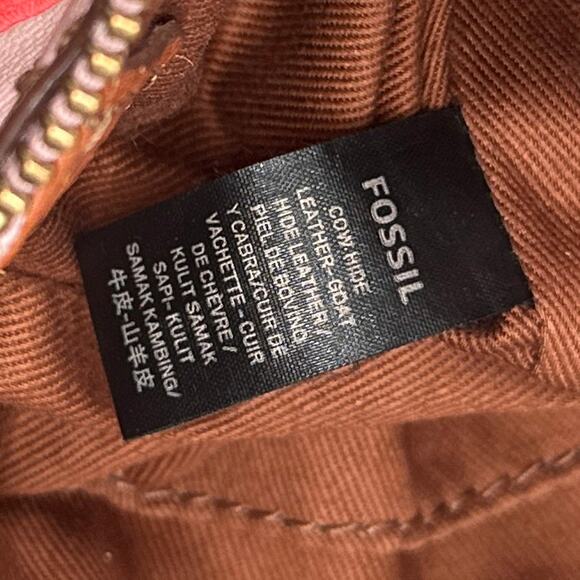 FOSSIL
COW HIDE
LEATHER- GOAT
HIDE LEATHER/
PIEL DE BOVINO
Y CABRA/CUIR DE
VACHETTE - CUIR
DE CHÈVRE/
KULIT SAMAK
SAPI- KULIT
SAMAK KAMBING/
牛皮-山羊皮